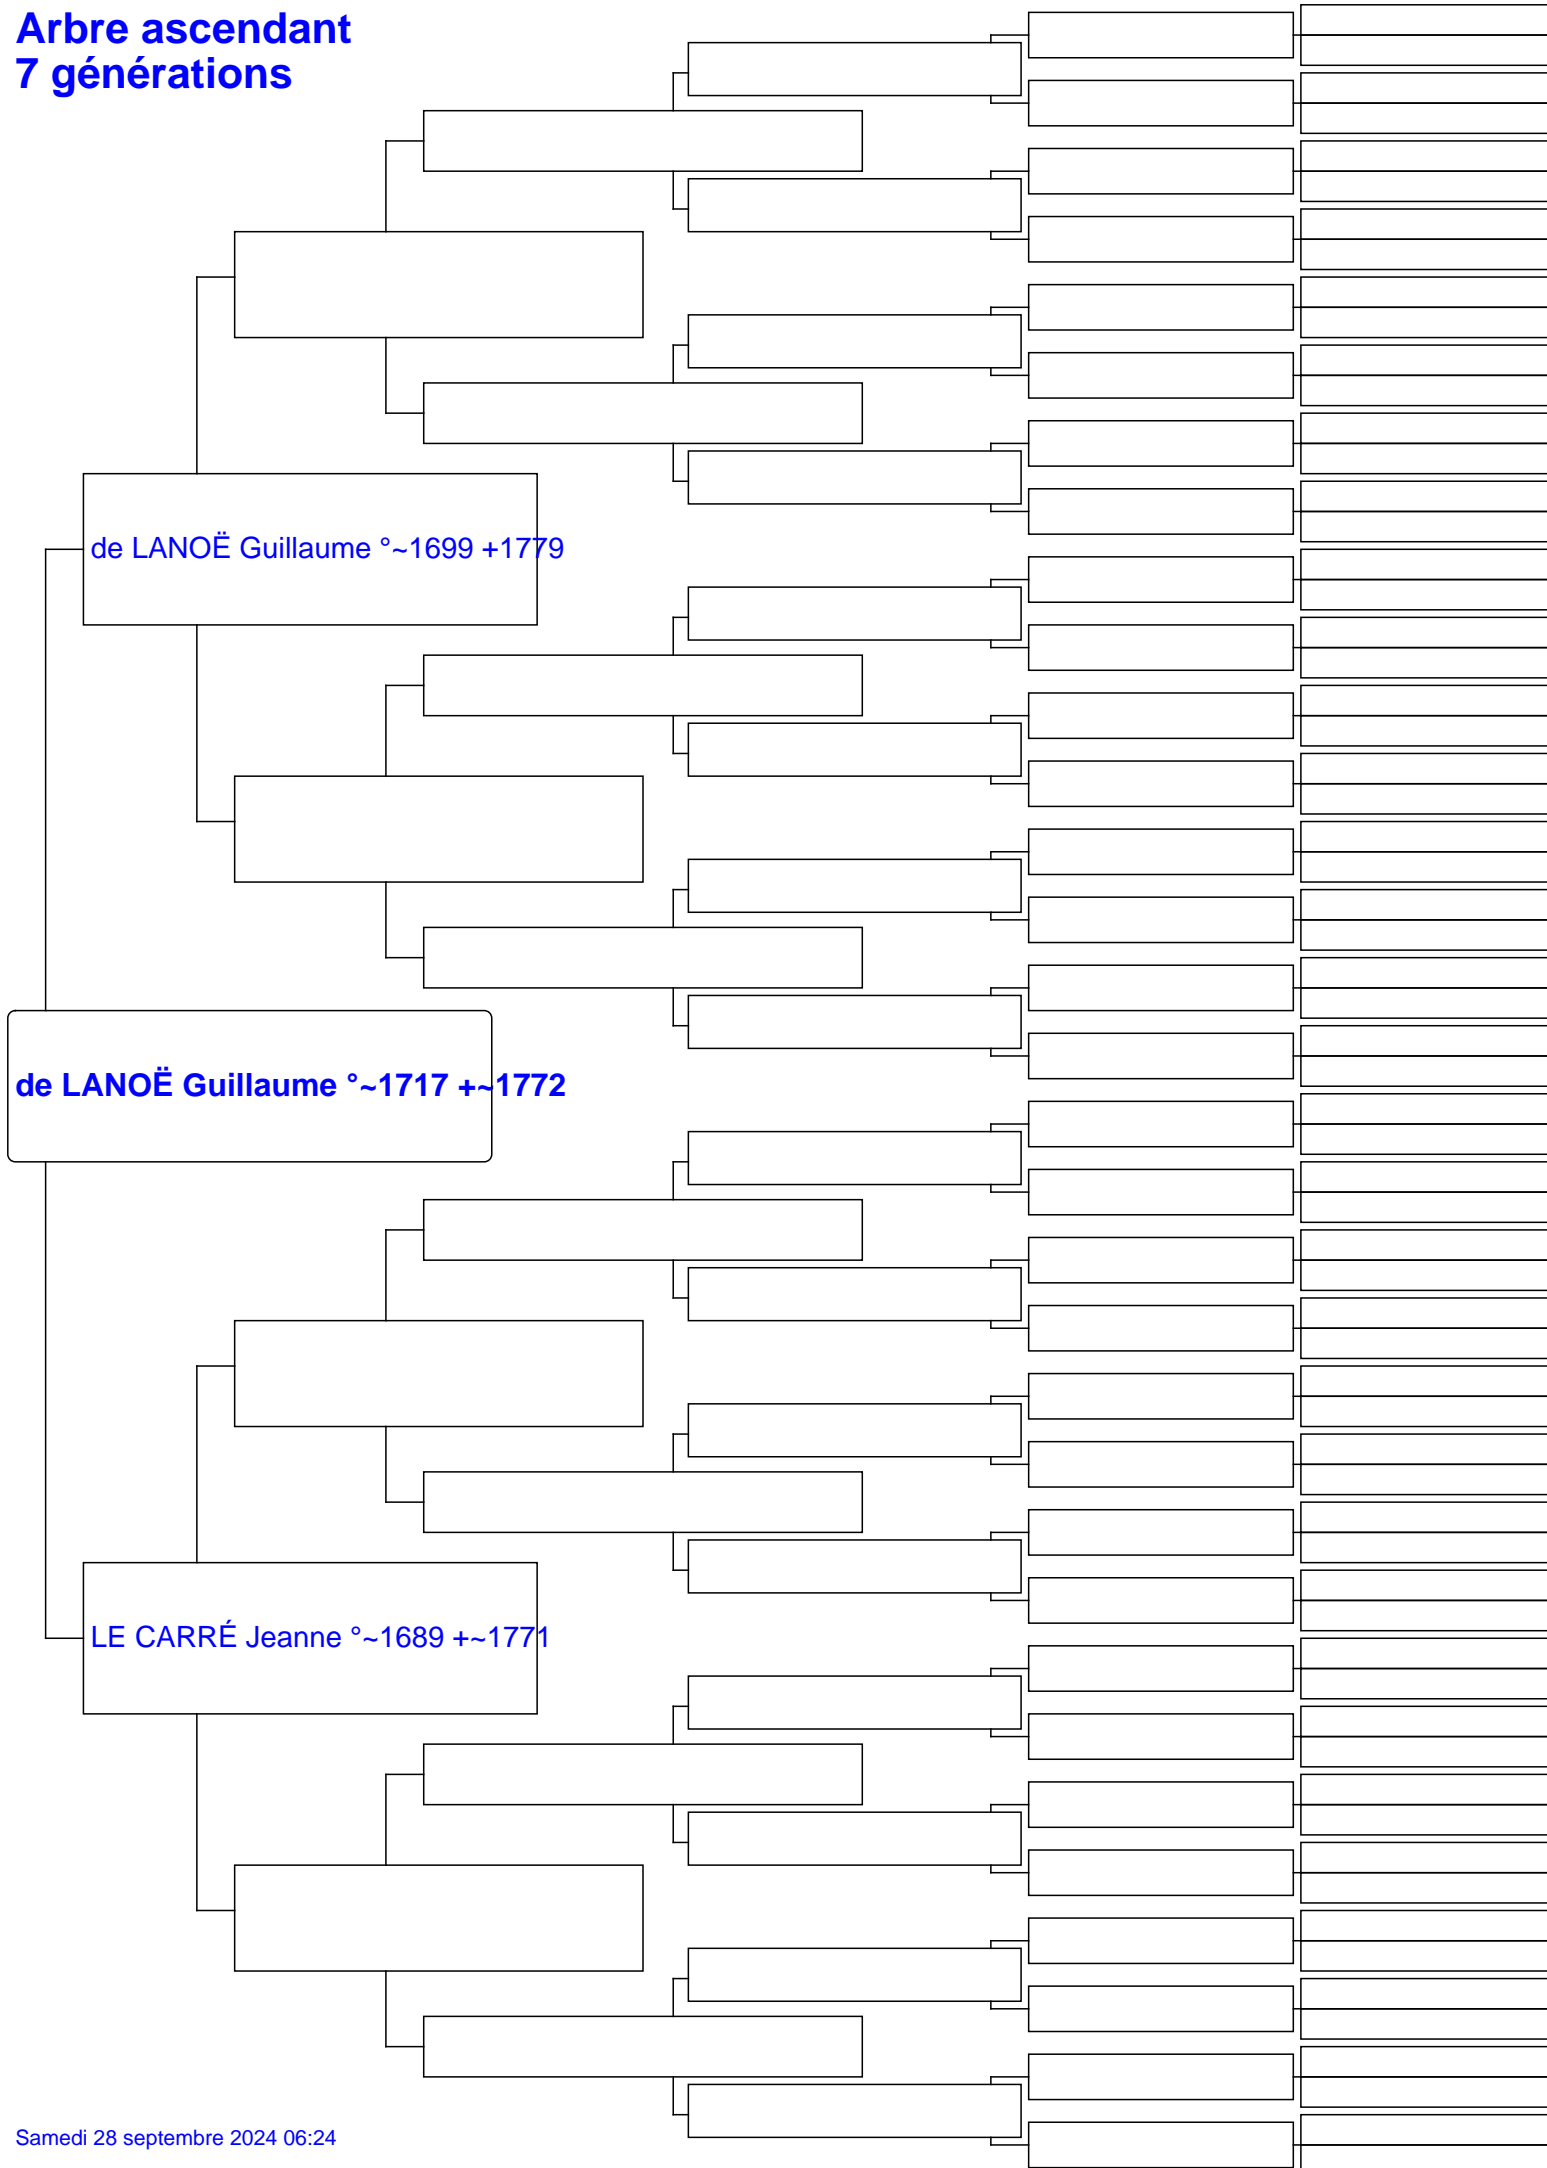 Arbre ascendant
7 générations
de LANOË Guillaume °~1699 +1779
de LANOË Guillaume °~1717 +~1772
LE CARRÉ Jeanne °~1689 +~1771
Samedi 28 septembre 2024 06:24